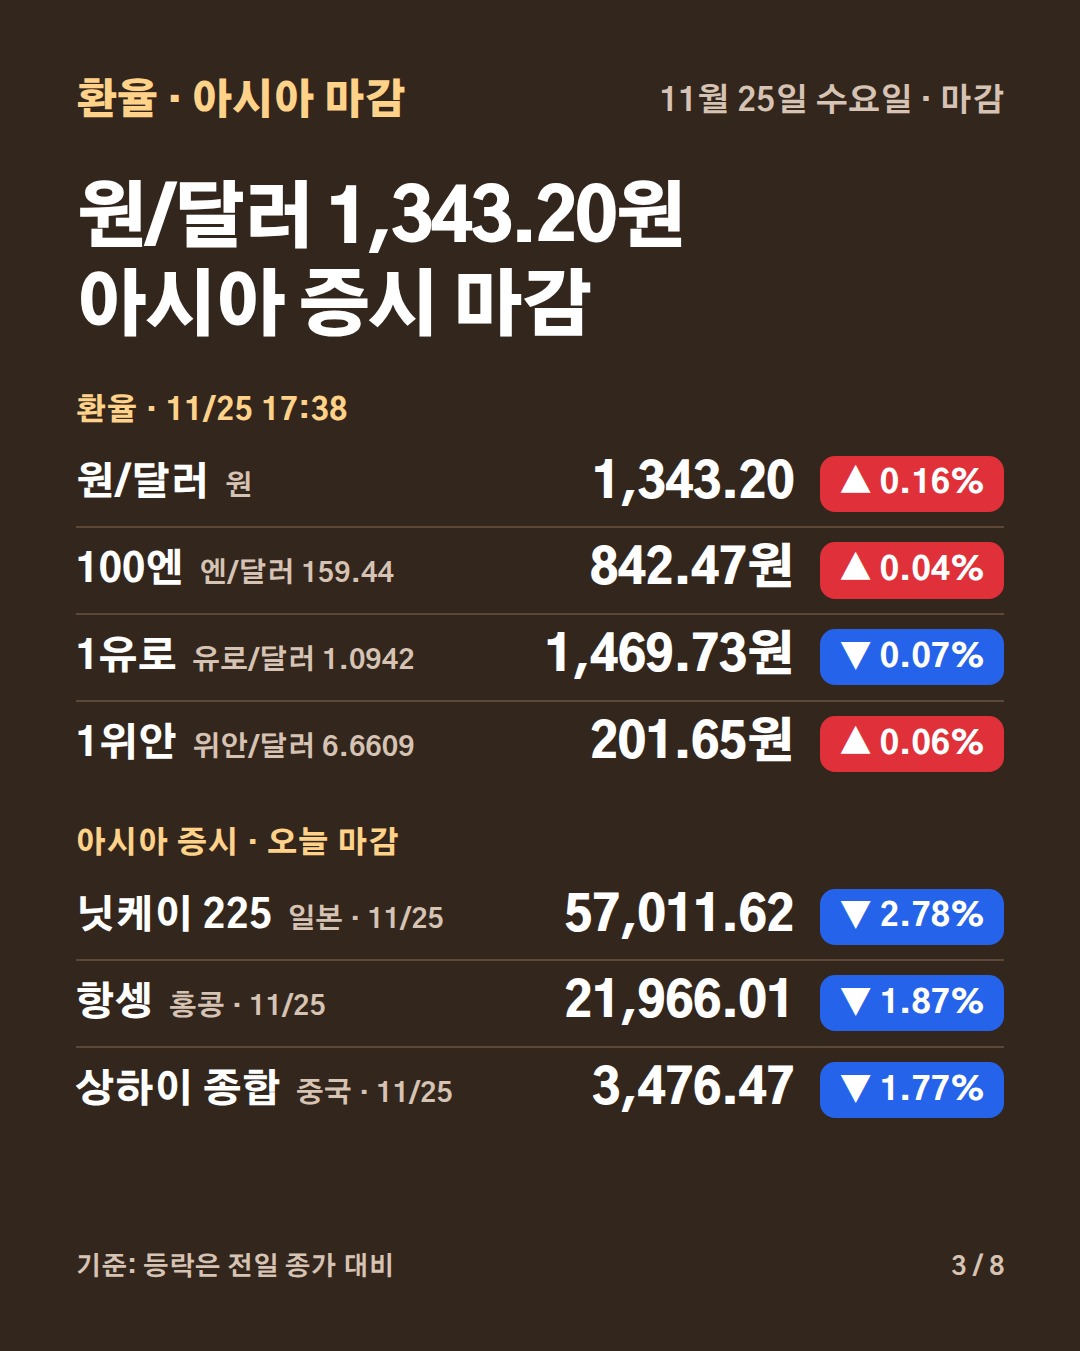 환율 · 아시아 마감
11월 25일 수요일 · 마감
원/달러 1,343.20원
아시아 증시 마감
환율 · 11/25 17:38
원/달러 원 1,343.20 ▲ 0.16%
100엔 엔/달러 159.44 842.47원 ▲ 0.04%
1유로 유로/달러 1.0942 1,469.73원 ▼ 0.07%
1위안 위안/달러 6.6609 201.65원 ▲ 0.06%
아시아 증시 · 오늘 마감
닛케이 225 일본 · 11/25 57,011.62 ▼ 2.78%
항셍 홍콩 · 11/25 21,966.01 ▼ 1.87%
상하이 종합 중국 · 11/25 3,476.47 ▼ 1.77%
기준: 등락은 전일 종가 대비
3 / 8